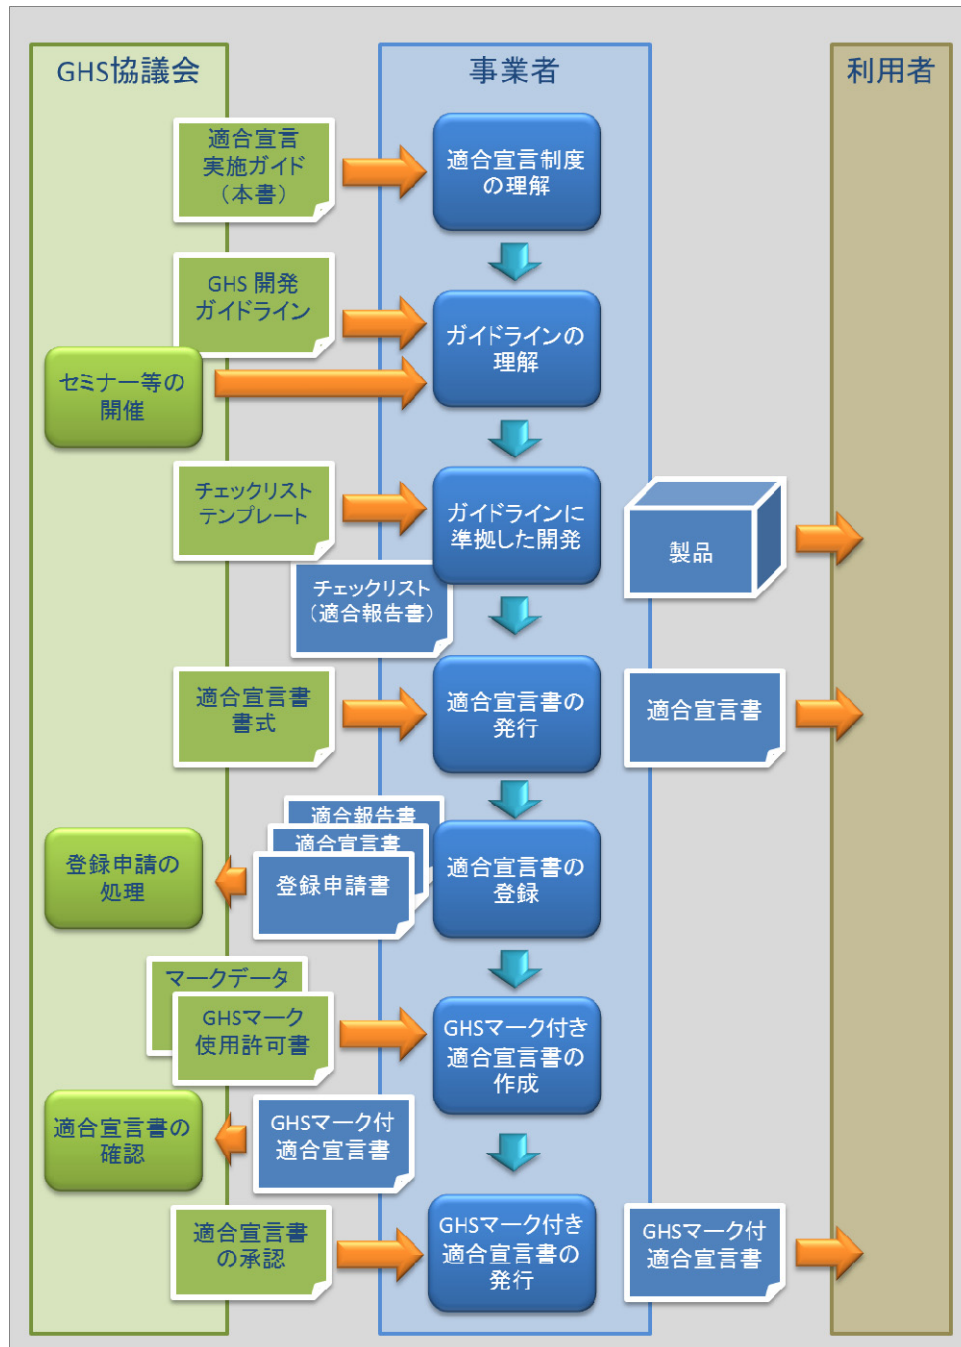 GHS協議会
事業者
利用者
適合宣言
実施ガイド
（本書）
適合宣言制度
の理解
GHS 開発
ガイドライン
セミナー等の
開催
ガイドラインの
理解
チェックリスト
テンプレート
ガイドラインに
準拠した開発
製品
チェックリスト
（適合報告書）
適合宣言書
書式
適合宣言書の
発行
適合宣言書
登録申請の
処理
適合報告書
適合宣言書
登録申請書
適合宣言書の
登録
マークデータ
GHSマーク
使用許可書
GHSマーク付き
適合宣言書の
作成
適合宣言書の
確認
GHSマーク付
適合宣言書
適合宣言書
の承認
GHSマーク付き
適合宣言書の
発行
GHSマーク付
適合宣言書